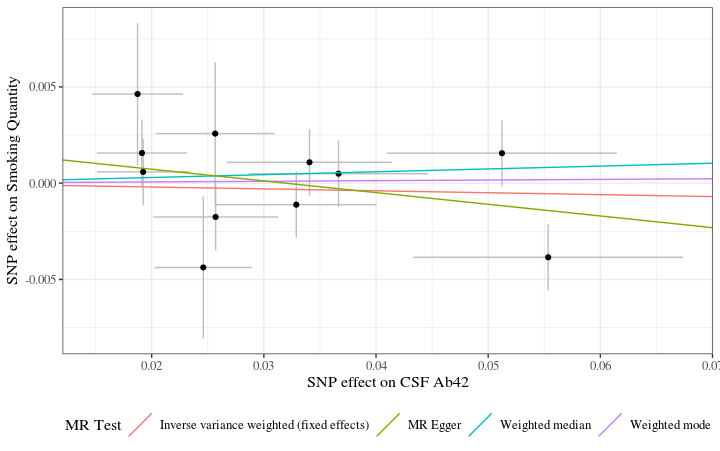 SNP effect on Smoking Quantity
0.005
0.000
-0.005
0.02 0.03 0.04 0.05 0.06 0.07
SNP effect on CSF Ab42
MR Test Inverse variance weighted (fixed effects) MR Egger Weighted median Weighted mode